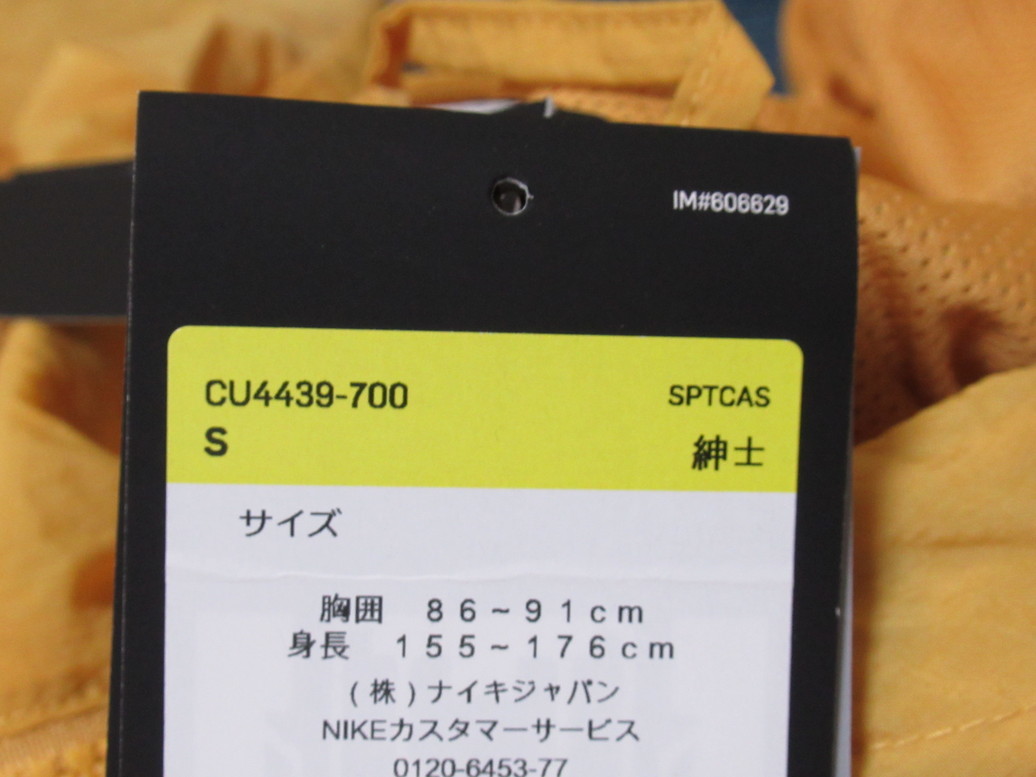 IM#606629
CU4439-700
SPTCAS
S
紳士
サイズ
胸囲 86~91cm
身長 155~176cm
(株)ナイキジャパン
NIKEカスタマーサービス
0120-6453-77